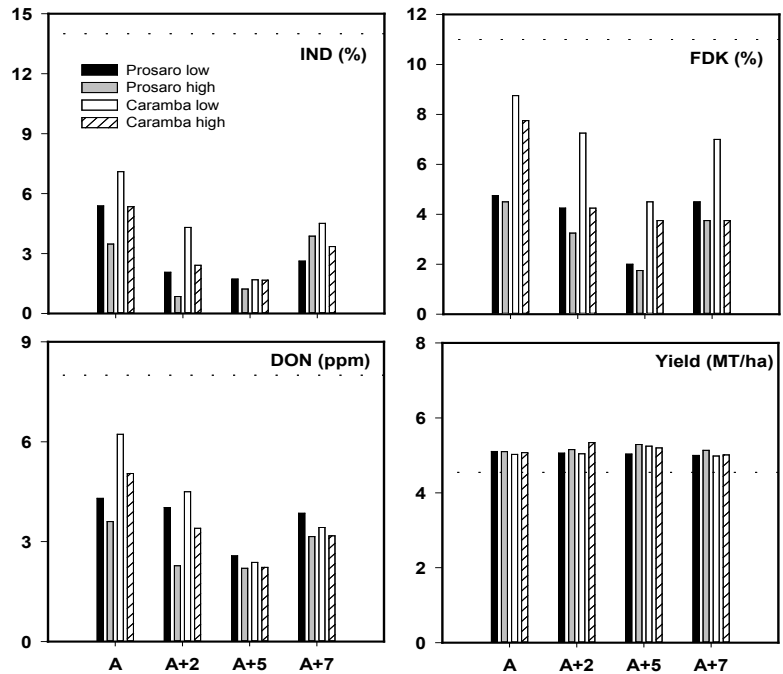 15
12
9
6
3
0
IND (%)
Prosaro low
Prosaro high
Caramba low
Caramba high
12
10
8
6
4
2
0
FDK (%)
9
6
3
0
DON (ppm)
A A+2 A+5 A+7
8
6
4
2
0
Yield (MT/ha)
A A+2 A+5 A+7